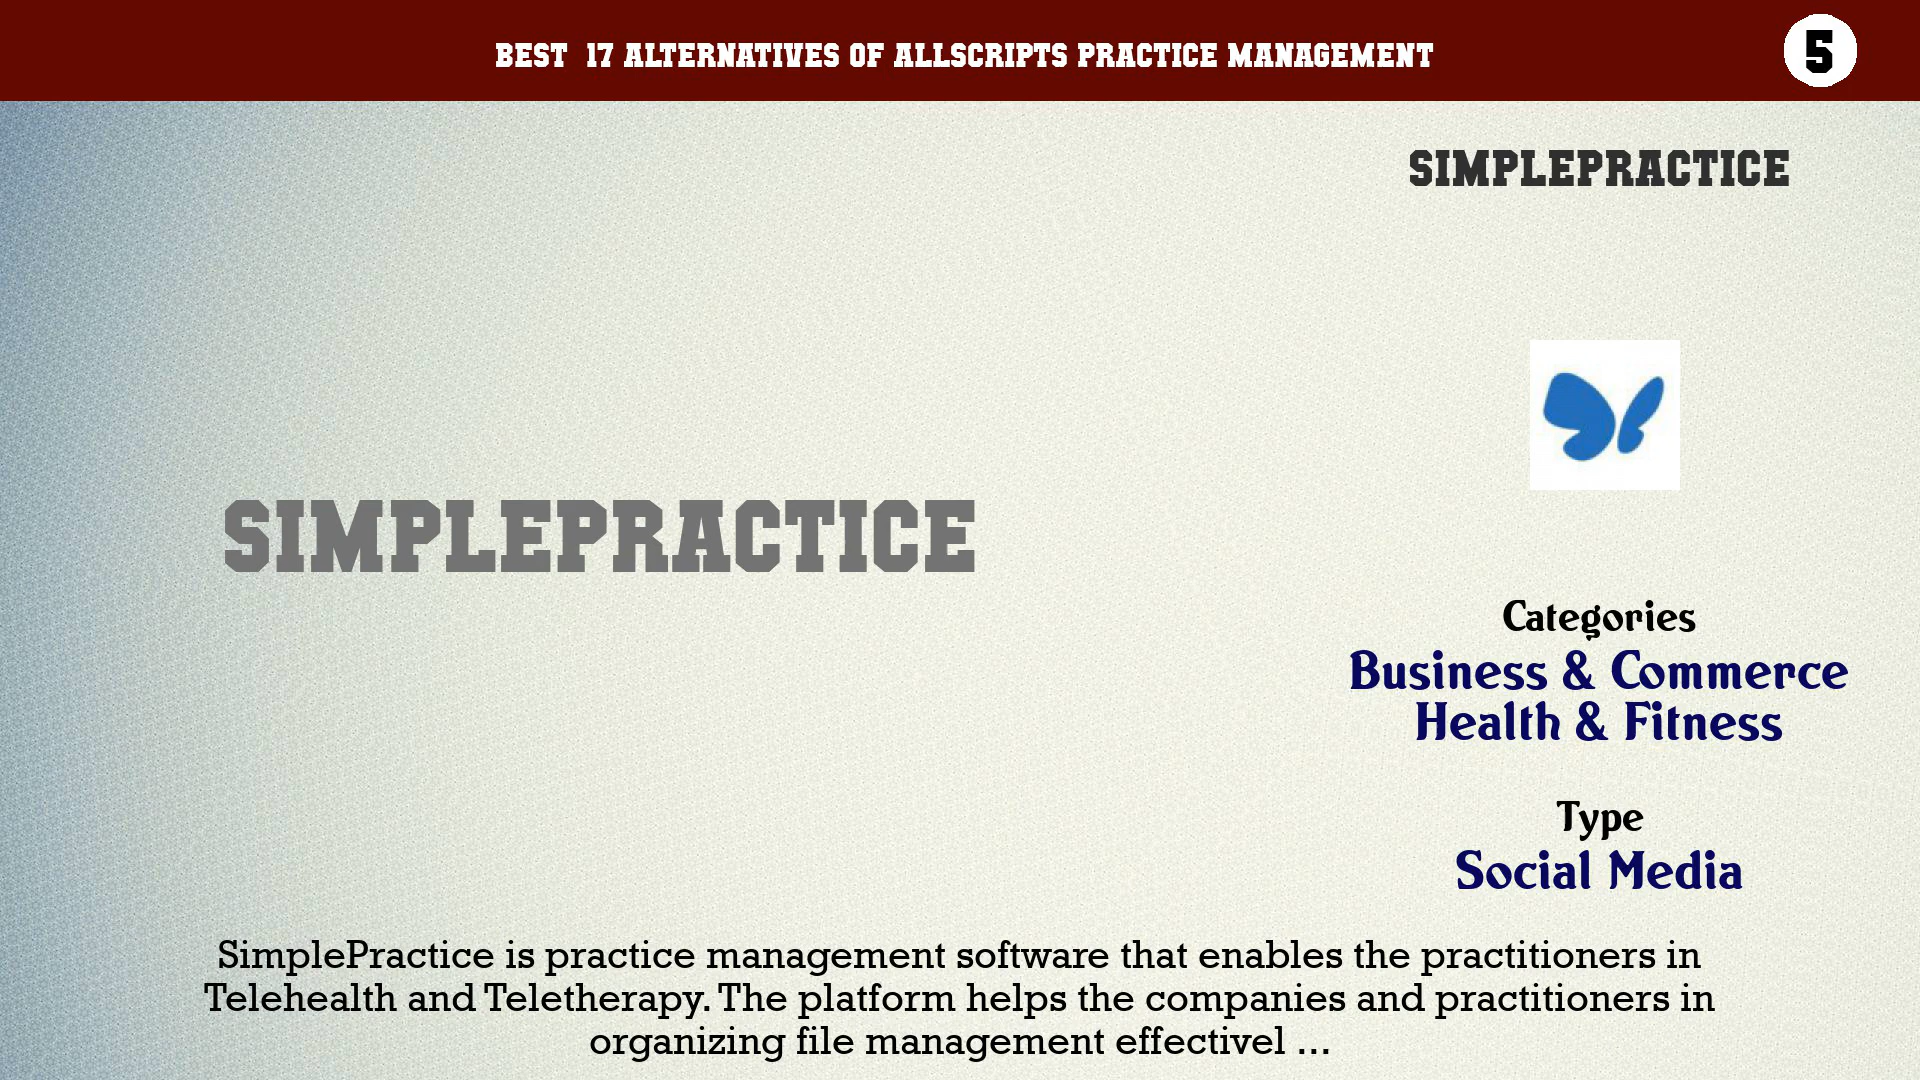 BEST 17 ALTERNATIVES OF ALLSCRIPTS PRACTICE MANAGEMENT
5
SIMPLEPRACTICE
SIMPLEPRACTICE
Categories
Business & Commerce
Health & Fitness
Type
Social Media
SimplePractice is practice management software that enables the practitioners in
Telehealth and Teletherapy. The platform helps the companies and practitioners in
organizing file management effectivel ...